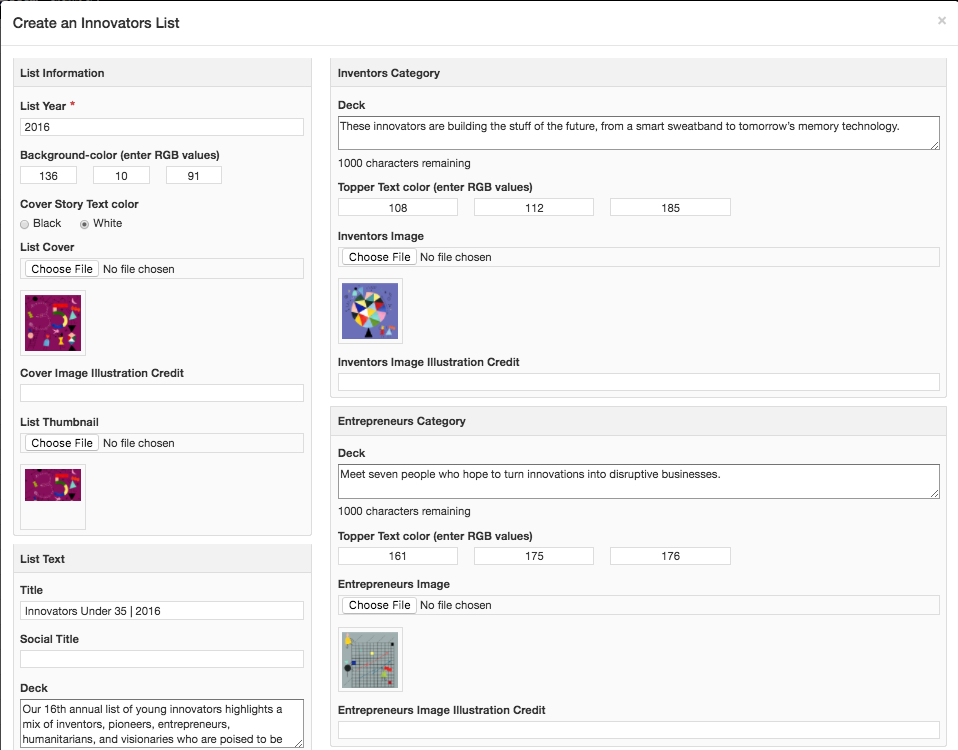 Create an Innovators List
×
List Information
List Year *
2016
Background-color (enter RGB values)
136 10 91
Cover Story Text color
Black White
List Cover
Choose File No file chosen
Cover Image Illustration Credit
List Thumbnail
Choose File No file chosen
List Text
Title
Innovators Under 35 | 2016
Social Title
Deck
Our 16th annual list of young innovators highlights a
mix of inventors, pioneers, entrepreneurs,
humanitarians, and visionaries who are poised to be
Inventors Category
Deck
These innovators are building the stuff of the future, from a smart sweatband to tomorrow’s memory technology.
1000 characters remaining
Topper Text color (enter RGB values)
108 112 185
Inventors Image
Choose File No file chosen
Inventors Image Illustration Credit
Entrepreneurs Category
Deck
Meet seven people who hope to turn innovations into disruptive businesses.
1000 characters remaining
Topper Text color (enter RGB values)
161 175 176
Entrepreneurs Image
Choose File No file chosen
Entrepreneurs Image Illustration Credit